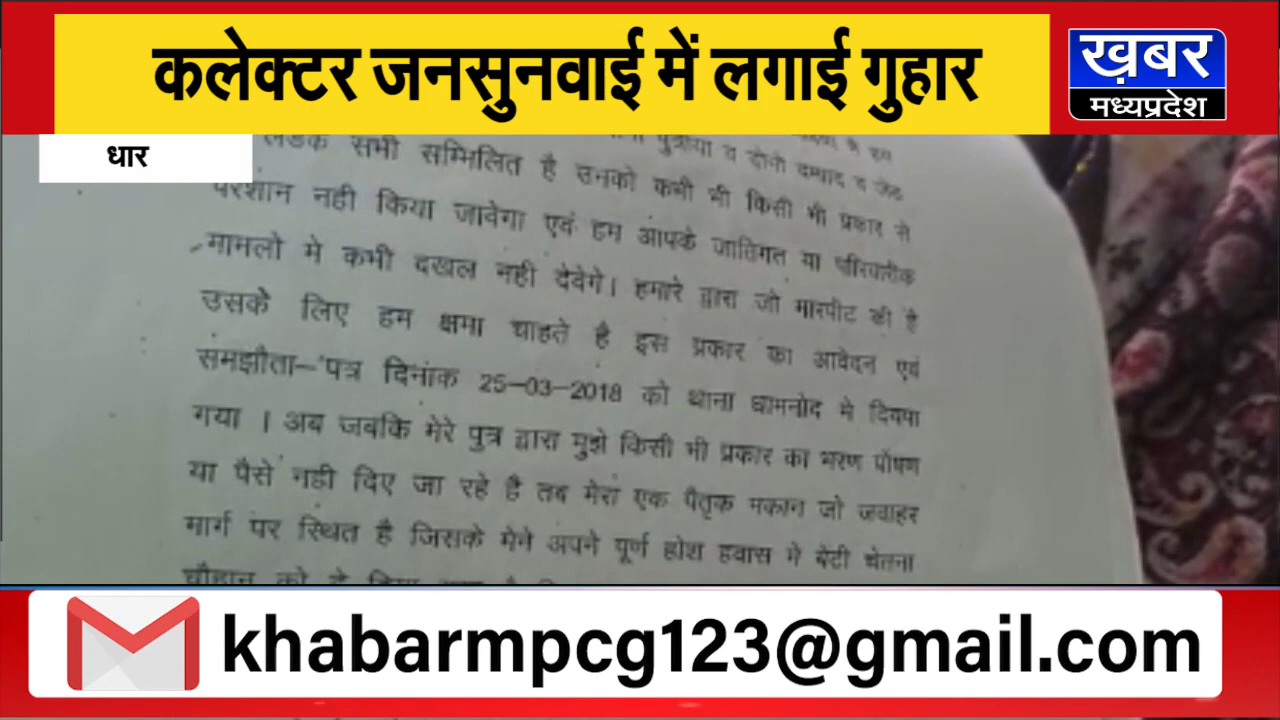 कलेक्टर जनसुनवाई में लगाई गुहार
ख़बर
मध्यप्रदेश
धार
पुत्रीया व दोनो दामाद व जेठ
लडके सभी सम्मिलित है उनको कभी भी किसी भी प्रकार से
परेशान नही किया जावेगा एवं हम आपके जातिगत या पारिवारीक
मामलो मे कभी दखल नही देवेगे। हमारे द्वारा जो मारपीट की है
उसके लिए हम क्षमा चाहते है इस प्रकार का आवेदन एवं
समझौता–पत्र दिनांक 25–03–2018 को थाना धामनोद मे दिया
गया । अब जबकि मेरे पुत्र द्वारा मुझे किसी भी प्रकार का भरण पोषण
या पैसे नही दिए जा रहे है तब मेरा एक पैतृक मकान जो जवाहर
मार्ग पर स्थित है जिसके मेने अपने पूर्ण होश हवास मे बेटी चेतना
चौहान को दे दिया
khabarmpcg123@gmail.com